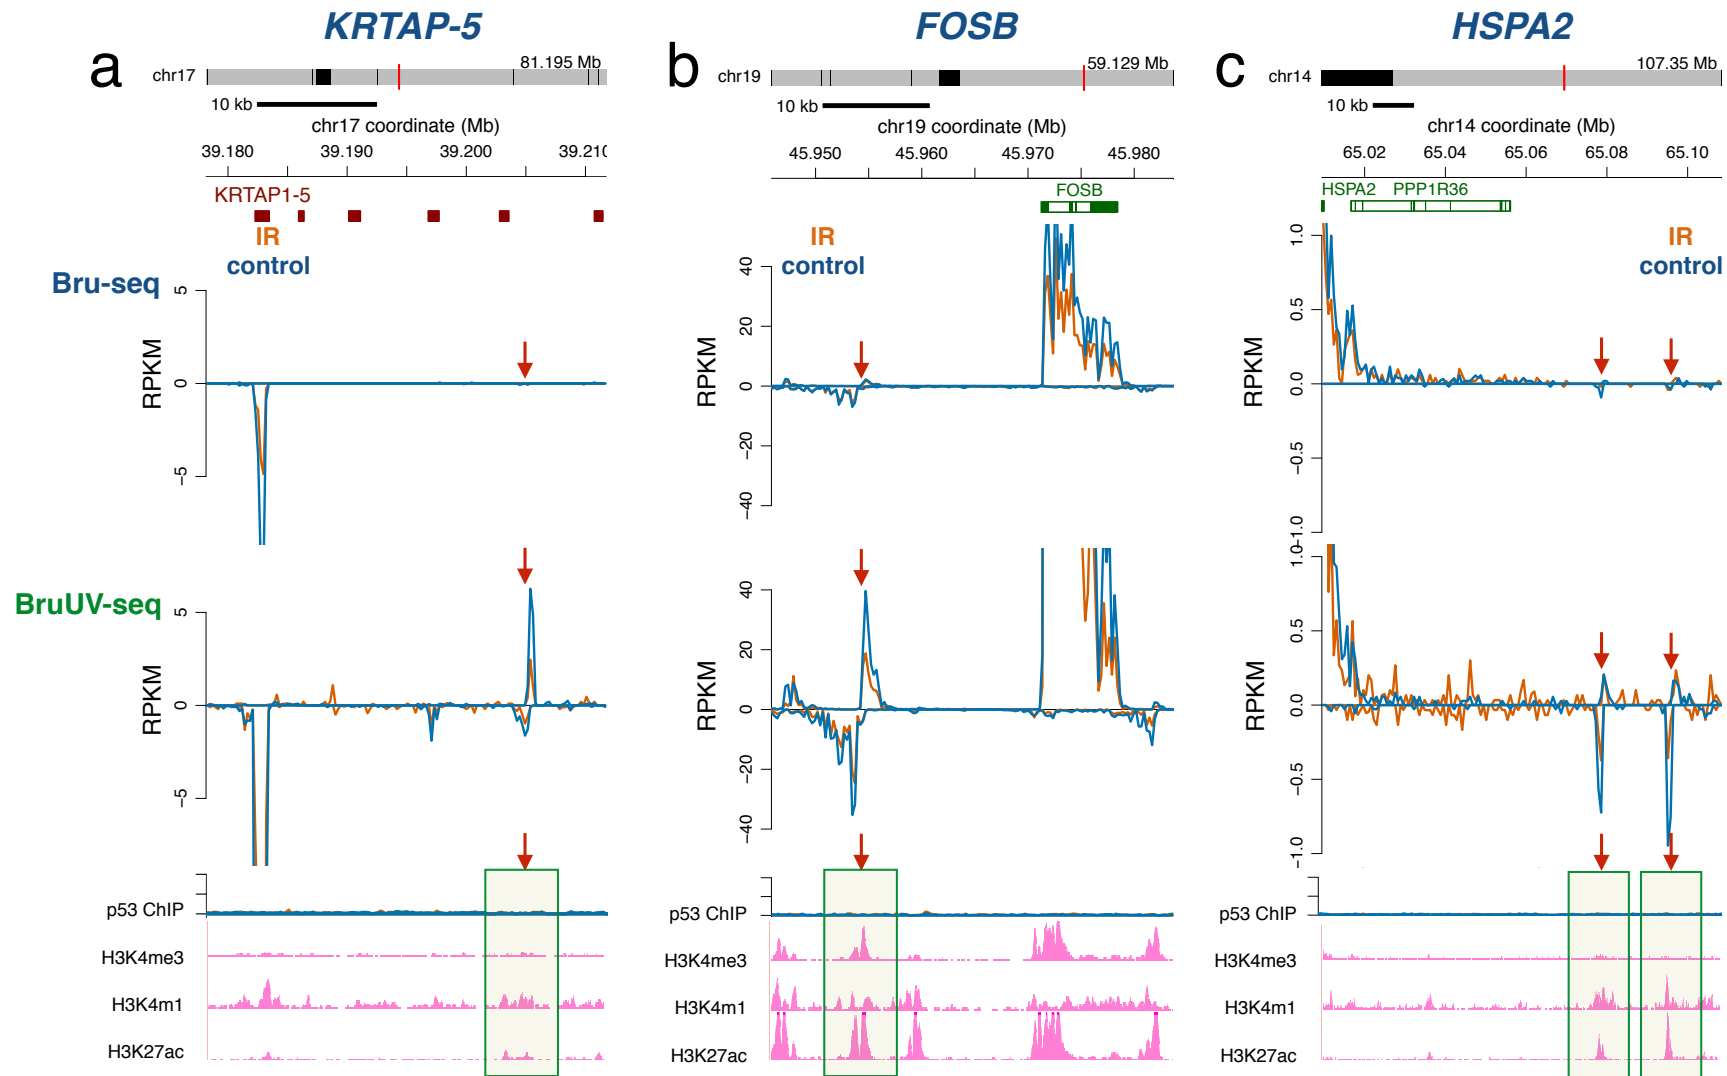 KRTAP-5
a
chr17
81.195 Mb
10 kb
chr17 coordinate (Mb)
39.180 39.190 39.200 39.210
KRTAP1-5
IR
control
Bru-seq
RPKM
5
0
−5
BruUV-seq
RPKM
5
0
−5
p53 ChIP
H3K4me3
H3K4m1
H3K27ac
FOSB
b
chr19
59.129 Mb
10 kb
chr19 coordinate (Mb)
45.950 45.960 45.970 45.980
FOSB
IR
control
RPKM
40
20
0
−20
−40
RPKM
40
20
0
−20
−40
p53 ChIP
H3K4me3
H3K4m1
H3K27ac
HSPA2
c
chr14
107.35 Mb
10 kb
chr14 coordinate (Mb)
65.02 65.04 65.06 65.08 65.10
HSPA2 PPP1R36
IR
control
RPKM
1.0
0.5
0.0
−0.5
−1.0
RPKM
1.0
0.5
0.0
−0.5
−1.0
p53 ChIP
H3K4me3
H3K4m1
H3K27ac